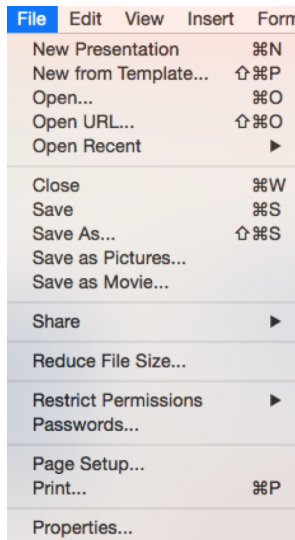 File Edit View Insert Form
New Presentation ⌘N
New from Template... ⇧⌘P
Open... ⌘O
Open URL... ⇧⌘O
Open Recent ▶
Close ⌘W
Save ⌘S
Save As... ⇧⌘S
Save as Pictures...
Save as Movie...
Share ▶
Reduce File Size...
Restrict Permissions ▶
Passwords...
Page Setup...
Print... ⌘P
Properties...